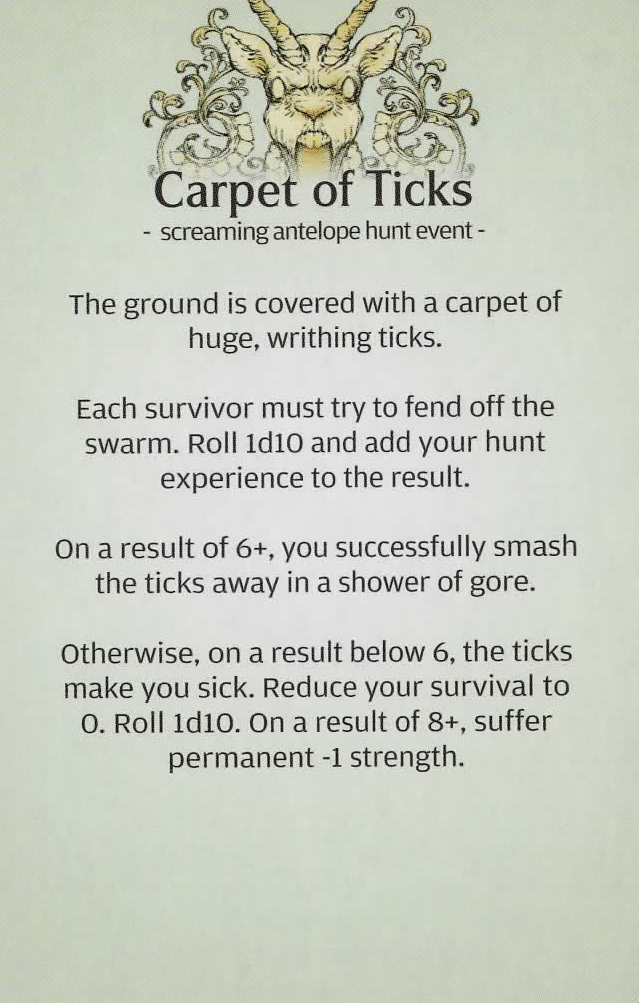 Carpet of Ticks
- screaming antelope hunt event -
The ground is covered with a carpet of
huge, writhing ticks.
Each survivor must try to fend off the
swarm. Roll 1d10 and add your hunt
experience to the result.
On a result of 6+, you successfully smash
the ticks away in a shower of gore.
Otherwise, on a result below 6, the ticks
make you sick. Reduce your survival to
0. Roll 1d10. On a result of 8+, suffer
permanent -1 strength.